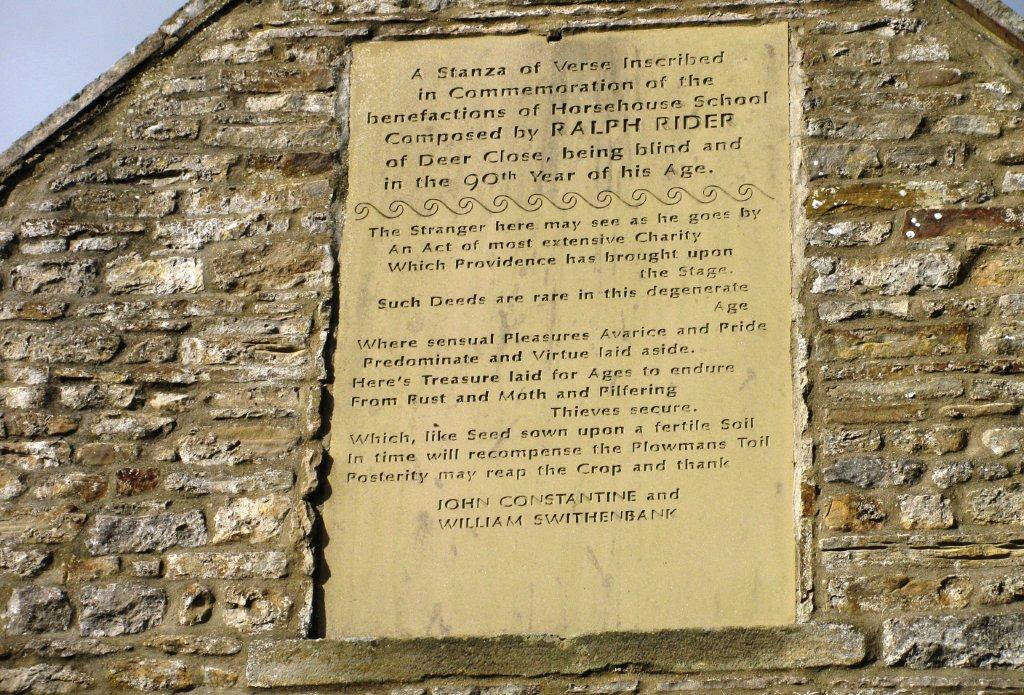 A Stanza of Verse Inscribed
in Commemoration of the
benefactions of Horsehouse School
Composed by RALPH RIDER
of Deer Close, being blind and
in the 90th Year of his Age.
The Stranger here may see as he goes by
An Act of most extensive Charity
Which Providence has brought upon
the Stage.
Such Deeds are rare in this degenerate
Age
Where sensual Pleasures Avarice and Pride
Predominate and Virtue laid aside.
Here's Treasure laid for Ages to endure
From Rust and Moth and Pilfering
Thieves secure.
Which, like Seed sown upon a fertile Soil
In time will recompense the Plowmans Toil
Posterity may reap the Crop and thank
JOHN CONSTANTINE and
WILLIAM SWITHENBANK